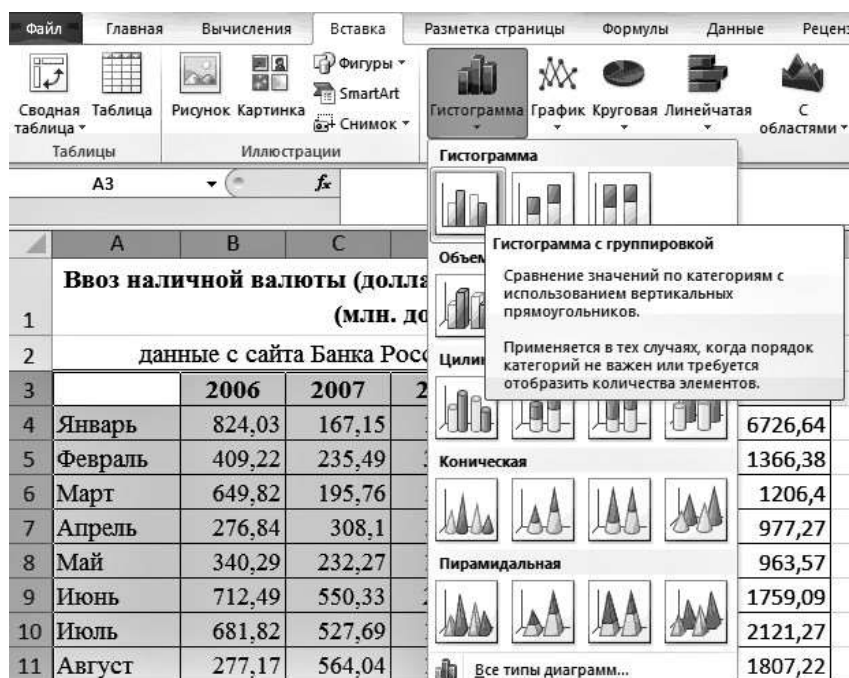 Файл Главная Вычисления Вставка Разметка страницы Формулы Данные Реценз
Сводная таблица Таблица Рисунок Картинка Фигуры SmartArt Снимок Гистограмма График Круговая Линейчатая С областями
Таблицы Иллюстрации
Гистограмма
A3 fx
Гистограмма с группировкой
Объем
Сравнение значений по категориям с
использованием вертикальных
прямоугольников.
Применяется в тех случаях, когда порядок
категорий не важен или требуется
отобразить количества элементов.
Цилин
A B C
1 Ввоз наличной валюты (долла
(млн. до
2 данные с сайта Банка Росс
3 2006 2007 2
4 Январь 824,03 167,15 6726,64
5 Февраль 409,22 235,49 1366,38
Коническая
6 Март 649,82 195,76 1206,4
7 Апрель 276,84 308,1 977,27
8 Май 340,29 232,27 963,57
Пирамидальная
9 Июнь 712,49 550,33 1759,09
10 Июль 681,82 527,69 2121,27
11 Август 277,17 564,04 1807,22
Все типы диаграмм...